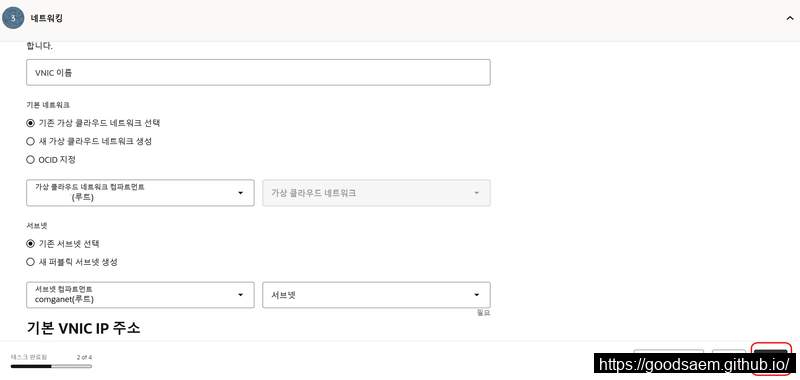 3 네트워킹
합니다.
VNIC 이름
기본 네트워크
기존 가상 클라우드 네트워크 선택
새 가상 클라우드 네트워크 생성
OCID 지정
가상 클라우드 네트워크 컴파트먼트
(루트)
가상 클라우드 네트워크
서브넷
기존 서브넷 선택
새 퍼블릭 서브넷 생성
서브넷 컴파트먼트
comganet(루트)
서브넷
필요
기본 VNIC IP 주소
태스크 완료됨
2 of 4
https://goodsaem.github.io/